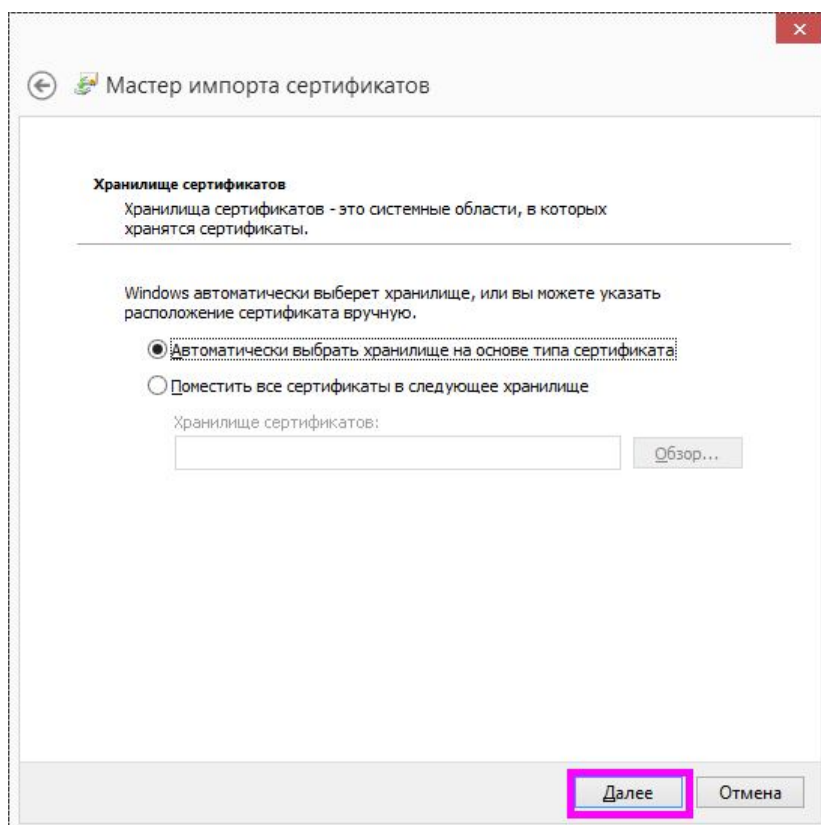 Мастер импорта сертификатов
Хранилище сертификатов
Хранилища сертификатов - это системные области, в которых
хранятся сертификаты.
Windows автоматически выберет хранилище, или вы можете указать
расположение сертификата вручную.
Автоматически выбрать хранилище на основе типа сертификата
Поместить все сертификаты в следующее хранилище
Хранилище сертификатов:
Обзор...
Далее Отмена